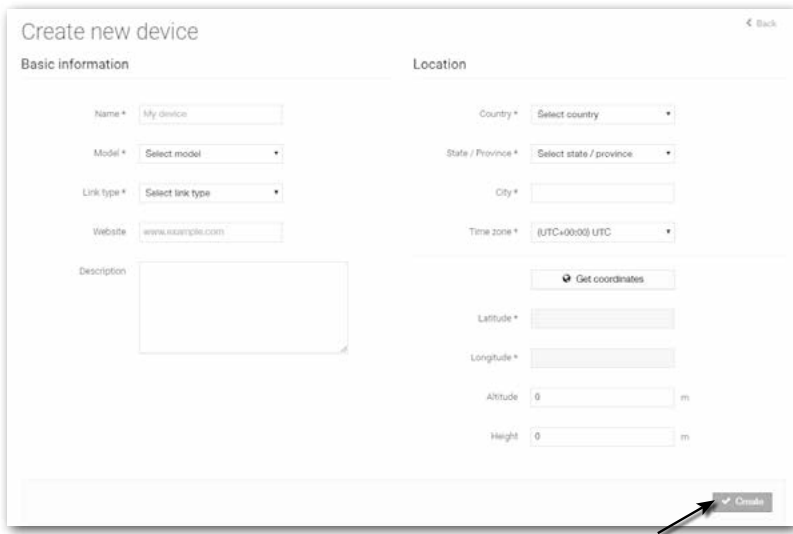 Create new device
Back
Basic information
Name *
My device
Model *
Select model
Link type *
Select link type
Website
www.example.com
Description
Location
Country *
Select country
State / Province *
Select state / province
City *
Time zone *
(UTC+00:00) UTC
Get coordinates
Latitude *
Longitude *
Altitude
0
m
Height
0
m
Create